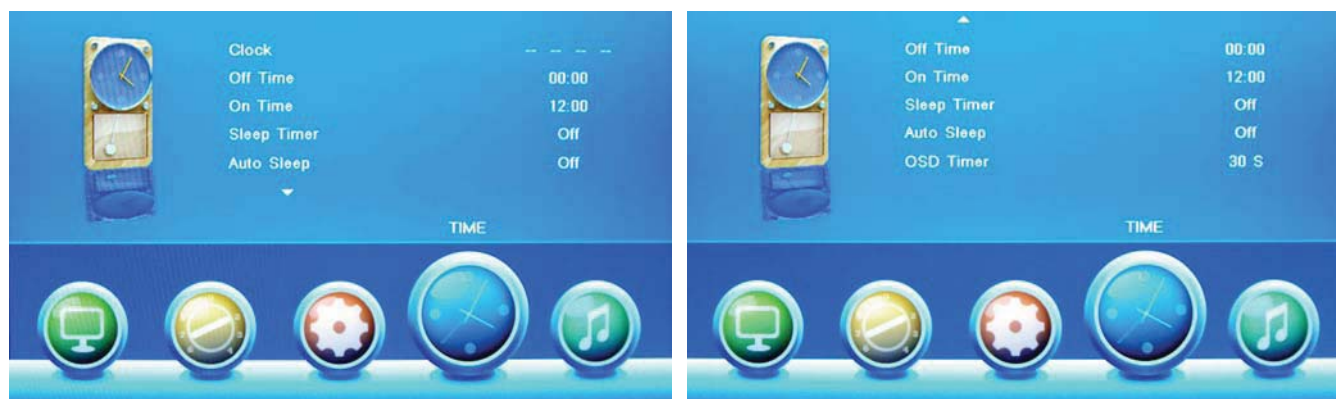 Clock -- -- -- --
Off Time 00:00
On Time 12:00
Sleep Timer Off
Auto Sleep Off
TIME
Off Time 00:00
On Time 12:00
Sleep Timer Off
Auto Sleep Off
OSD Timer 30 S
TIME